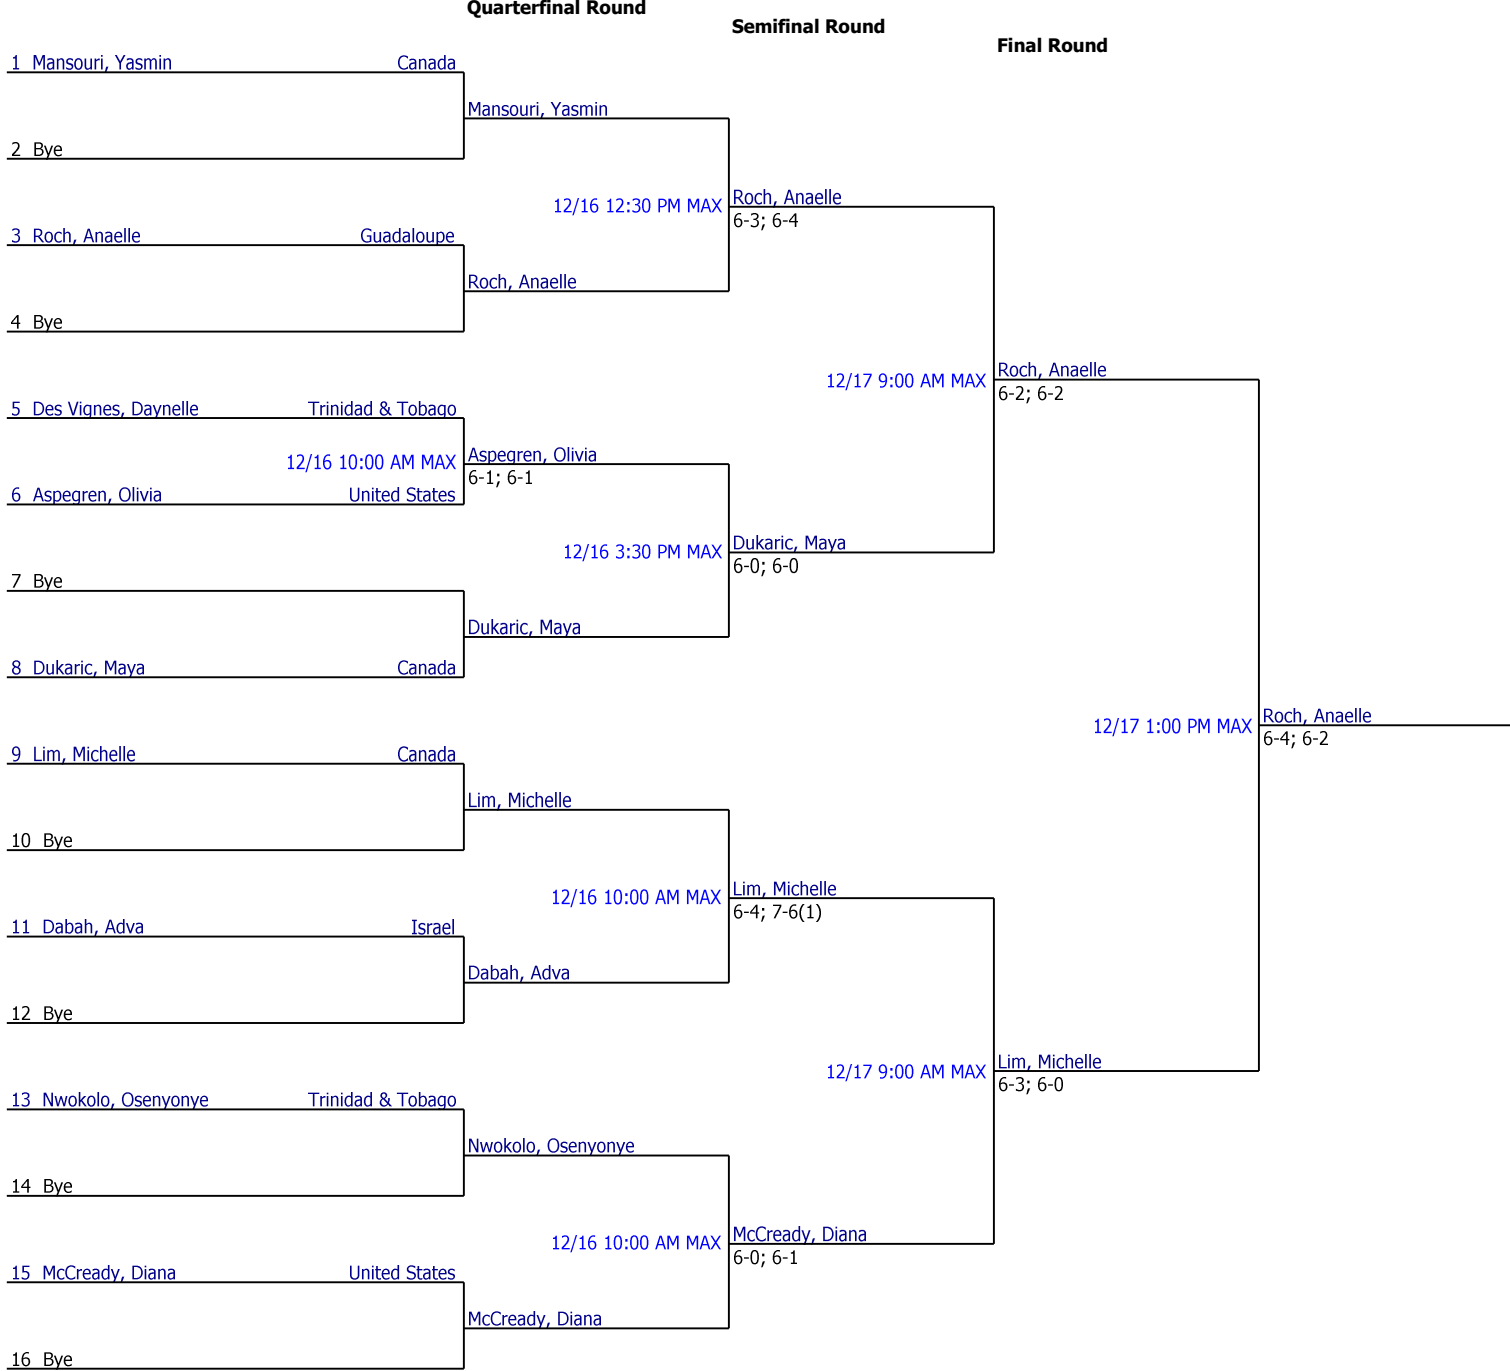 Quarterfinal Round
Semifinal Round
Final Round
1 Mansouri, Yasmin Canada
Mansouri, Yasmin
2 Bye
12/16 12:30 PM MAX Roch, Anaelle
6-3; 6-4
3 Roch, Anaelle Guadaloupe
Roch, Anaelle
4 Bye
12/17 9:00 AM MAX Roch, Anaelle
6-2; 6-2
5 Des Vignes, Daynelle Trinidad & Tobago
12/16 10:00 AM MAX Aspegren, Olivia
6-1; 6-1
6 Aspegren, Olivia United States
12/16 3:30 PM MAX Dukaric, Maya
6-0; 6-0
7 Bye
Dukaric, Maya
8 Dukaric, Maya Canada
12/17 1:00 PM MAX Roch, Anaelle
6-4; 6-2
9 Lim, Michelle Canada
Lim, Michelle
10 Bye
12/16 10:00 AM MAX Lim, Michelle
6-4; 7-6(1)
11 Dabah, Adva Israel
Dabah, Adva
12 Bye
12/17 9:00 AM MAX Lim, Michelle
6-3; 6-0
13 Nwokolo, Osenyonye Trinidad & Tobago
Nwokolo, Osenyonye
14 Bye
12/16 10:00 AM MAX McCready, Diana
6-0; 6-1
15 McCready, Diana United States
McCready, Diana
16 Bye